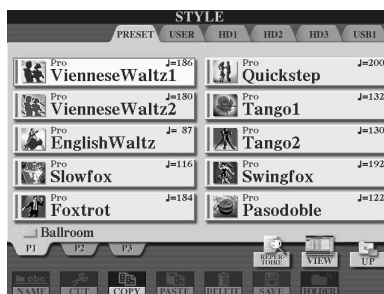 STYLE
PRESET USER HD1 HD2 HD3 USB1
Pro ♩=186
VienneseWaltz1
Pro ♩=200
Quickstep
Pro ♩=180
VienneseWaltz2
Pro ♩=132
Tango1
Pro ♩= 87
EnglishWaltz
Pro ♩=130
Tango2
Pro ♩=116
Slowfox
Pro ♩=192
Swingfox
Pro ♩=184
Foxtrot
Pro ♩=122
Pasodoble
Ballroom
P1 P2 P3
REPER
TOIRE
VIEW
UP
abc
NAME CUT COPY PASTE DELETE SAVE FOLDER